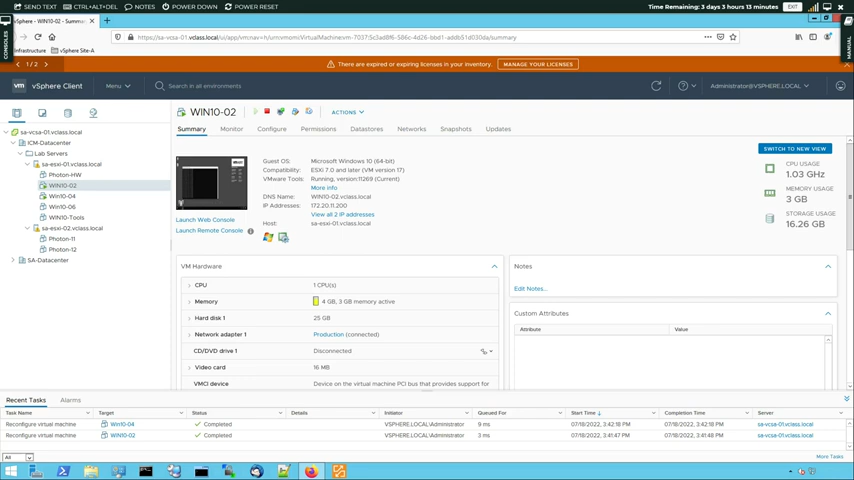 SEND TEXT CTRL+ALT+DEL NOTES POWER DOWN POWER RESET Time Remaining: 3 days 3 hours 13 minutes EXIT
CONSOLES
MANUAL
vSphere - WIN10-02 - Summa
https://sa-vcsa-01.vclass.local/ui/app/vm;nav=h/urn:vmomi:VirtualMachine:vm-7037:5c3ad8f6-586c-4d26-bbd1-addb51d030da/summary
Infrastructure vSphere Site-A
1 / 2 There are expired or expiring licenses in your inventory. MANAGE YOUR LICENSES
vm vSphere Client Menu Search in all environments Administrator@VSPHERE.LOCAL
WIN10-02 ACTIONS
Summary Monitor Configure Permissions Datastores Networks Snapshots Updates
sa-vcsa-01.vclass.local
ICM-Datacenter
Lab Servers
sa-esxi-01.vclass.local
Photon-HW
WIN10-02
Win10-04
Win10-06
WIN10-Tools
sa-esxi-02.vclass.local
Photon-11
Photon-12
SA-Datacenter
Guest OS: Microsoft Windows 10 (64-bit)
Compatibility: ESXi 7.0 and later (VM version 17)
VMware Tools: Running, version:11269 (Current)
More info
DNS Name: WIN10-02.vclass.local
IP Addresses: 172.20.11.200
View all 2 IP addresses
Host: sa-esxi-01.vclass.local
Launch Web Console
Launch Remote Console
SWITCH TO NEW VIEW
CPU USAGE
1.03 GHz
MEMORY USAGE
3 GB
STORAGE USAGE
16.26 GB
VM Hardware
CPU 1 CPU(s)
Memory 4 GB, 3 GB memory active
Hard disk 1 25 GB
Network adapter 1 Production (connected)
CD/DVD drive 1 Disconnected
Video card 16 MB
VMCI device Device on the virtual machine PCI bus that provides support for
Notes
Edit Notes...
Custom Attributes
Attribute Value
Recent Tasks Alarms
Task Name Target Status Details Initiator Queued For Start Time Completion Time Server
Reconfigure virtual machine Win10-04 Completed VSPHERE.LOCAL\Administrator 9 ms 07/18/2022, 3:42:18 PM 07/18/2022, 3:42:18 PM sa-vcsa-01.vclass.local
Reconfigure virtual machine WIN10-02 Completed VSPHERE.LOCAL\Administrator 3 ms 07/18/2022, 3:41:47 PM 07/18/2022, 3:41:48 PM sa-vcsa-01.vclass.local
All More Tasks